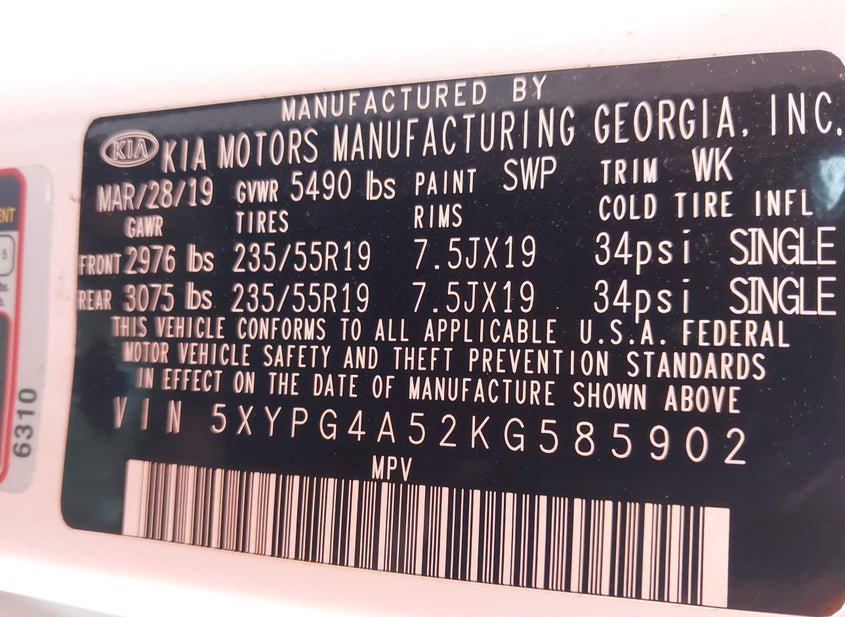 MANUFACTURED BY
KIA KIA MOTORS MANUFACTURING GEORGIA, INC.
MAR/28/19 GVWR 5490 lbs PAINT SWP TRIM WK
GAWR TIRES RIMS COLD TIRE INFL
FRONT 2976 lbs 235/55R19 7.5JX19 34psi SINGLE
REAR 3075 lbs 235/55R19 7.5JX19 34psi SINGLE
THIS VEHICLE CONFORMS TO ALL APPLICABLE U.S.A. FEDERAL
MOTOR VEHICLE SAFETY AND THEFT PREVENTION STANDARDS
IN EFFECT ON THE DATE OF MANUFACTURE SHOWN ABOVE
VIN 5XYPG4A52KG585902
MPV
6310